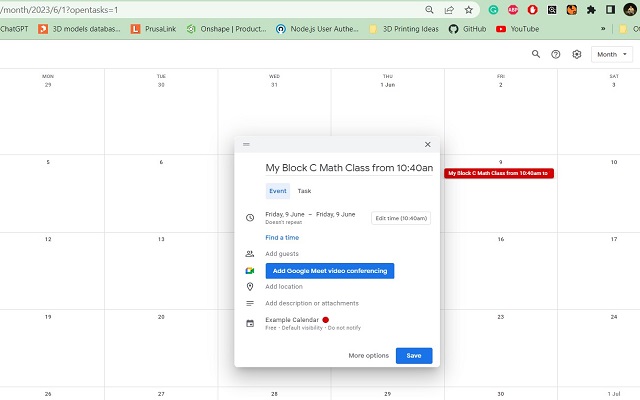 /month/2023/6/1?opentasks=1
ChatGPT 3D models databas... PrusaLink Onshape | Product... Node.js User Authe... 3D Printing Ideas GitHub YouTube »
Month
MON TUE WED THU FRI SAT
29 30 31 1 Jun 2 3
5 6 9 10
My Block C Math Class from 10:40am to
12 13 16 17
19 20 23 24
26 27 28 29 30 1 Jul
My Block C Math Class from 10:40am
Event Task
Friday, 9 June – Friday, 9 June
Doesn't repeat
Edit time (10:40am)
Find a time
Add guests
Add Google Meet video conferencing
Add location
Add description or attachments
Example Calendar
Free · Default visibility · Do not notify
More options Save